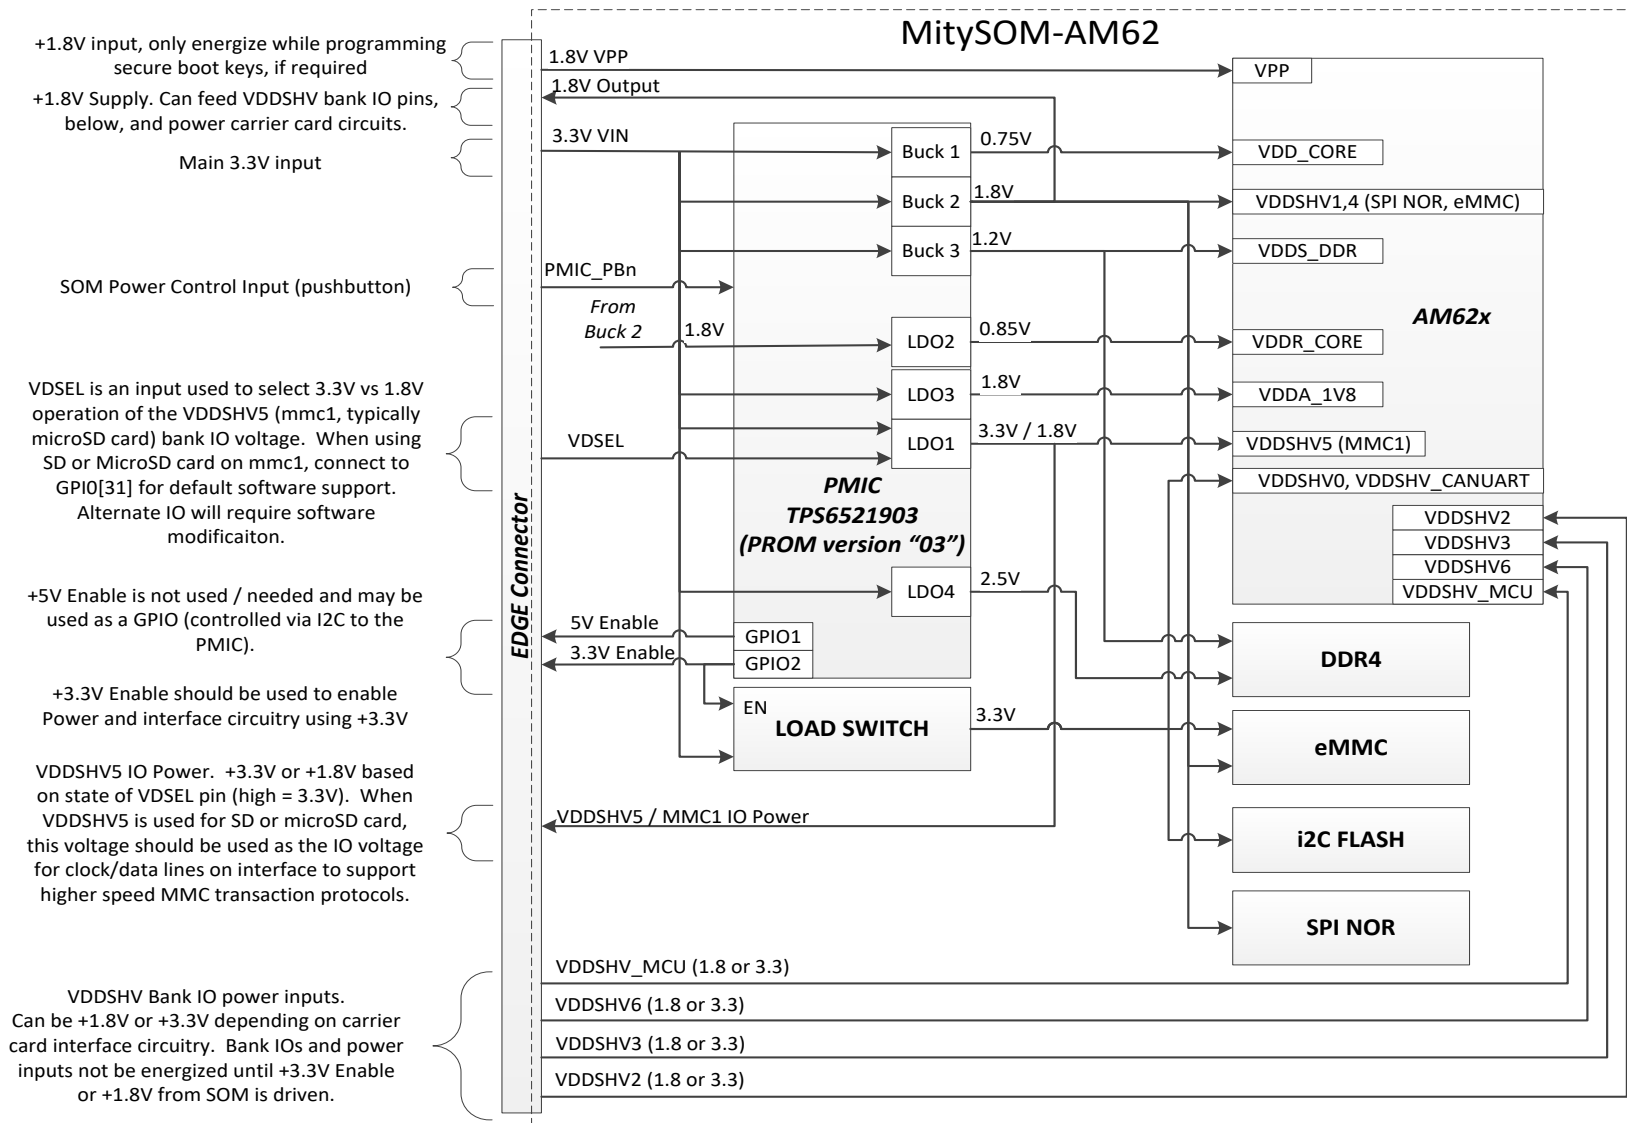 MitySOM-AM62
+1.8V input, only energize while programming
secure boot keys, if required
+1.8V Supply. Can feed VDDSHV bank IO pins,
below, and power carrier card circuits.
Main 3.3V input
SOM Power Control Input (pushbutton)
VDSEL is an input used to select 3.3V vs 1.8V
operation of the VDDSHV5 (mmc1, typically
microSD card) bank IO voltage. When using
SD or MicroSD card on mmc1, connect to
GPI0[31] for default software support.
Alternate IO will require software
modificaiton.
+5V Enable is not used / needed and may be
used as a GPIO (controlled via I2C to the
PMIC).
+3.3V Enable should be used to enable
Power and interface circuitry using +3.3V
VDDSHV5 IO Power. +3.3V or +1.8V based
on state of VDSEL pin (high = 3.3V). When
VDDSHV5 is used for SD or microSD card,
this voltage should be used as the IO voltage
for clock/data lines on interface to support
higher speed MMC transaction protocols.
VDDSHV Bank IO power inputs.
Can be +1.8V or +3.3V depending on carrier
card interface circuitry. Bank IOs and power
inputs not be energized until +3.3V Enable
or +1.8V from SOM is driven.
EDGE Connector
1.8V VPP
1.8V Output
3.3V VIN
PMIC_PBn
From
Buck 2
1.8V
VDSEL
5V Enable
3.3V Enable
VDDSHV5 / MMC1 IO Power
VDDSHV_MCU (1.8 or 3.3)
VDDSHV6 (1.8 or 3.3)
VDDSHV3 (1.8 or 3.3)
VDDSHV2 (1.8 or 3.3)
Buck 1
Buck 2
Buck 3
LDO2
LDO3
LDO1
PMIC
TPS6521903
(PROM version “03”)
LDO4
GPIO1
GPIO2
EN
LOAD SWITCH
0.75V
1.8V
1.2V
0.85V
1.8V
3.3V / 1.8V
2.5V
3.3V
VPP
VDD_CORE
VDDSHV1,4 (SPI NOR, eMMC)
VDDS_DDR
AM62x
VDDR_CORE
VDDA_1V8
VDDSHV5 (MMC1)
VDDSHV0, VDDSHV_CANUART
VDDSHV2
VDDSHV3
VDDSHV6
VDDSHV_MCU
DDR4
eMMC
i2C FLASH
SPI NOR